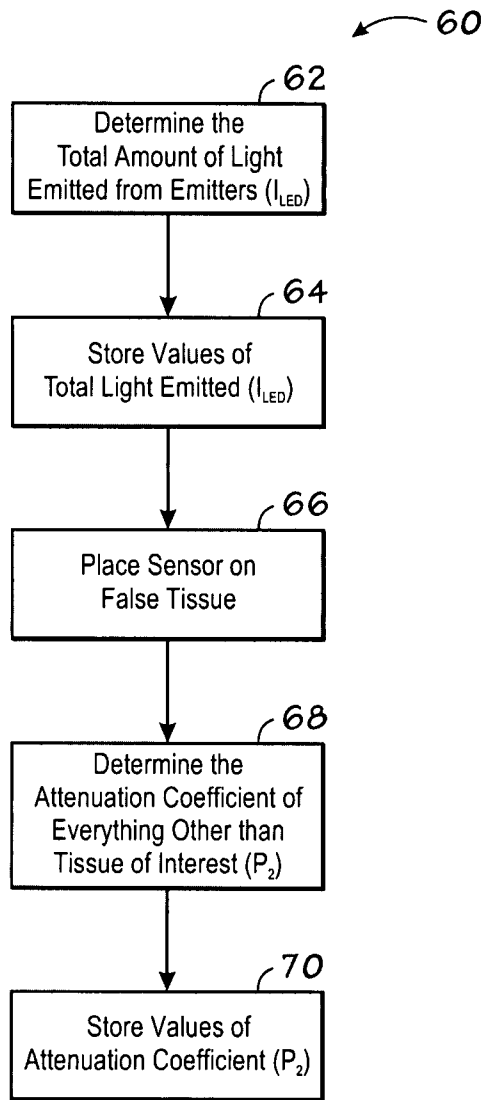 60
62
Determine the
Total Amount of Light
Emitted from Emitters (I_LED)
64
Store Values of
Total Light Emitted (I_LED)
66
Place Sensor on
False Tissue
68
Determine the
Attenuation Coefficient of
Everything Other than
Tissue of Interest (P_2)
70
Store Values of
Attenuation Coefficient (P_2)